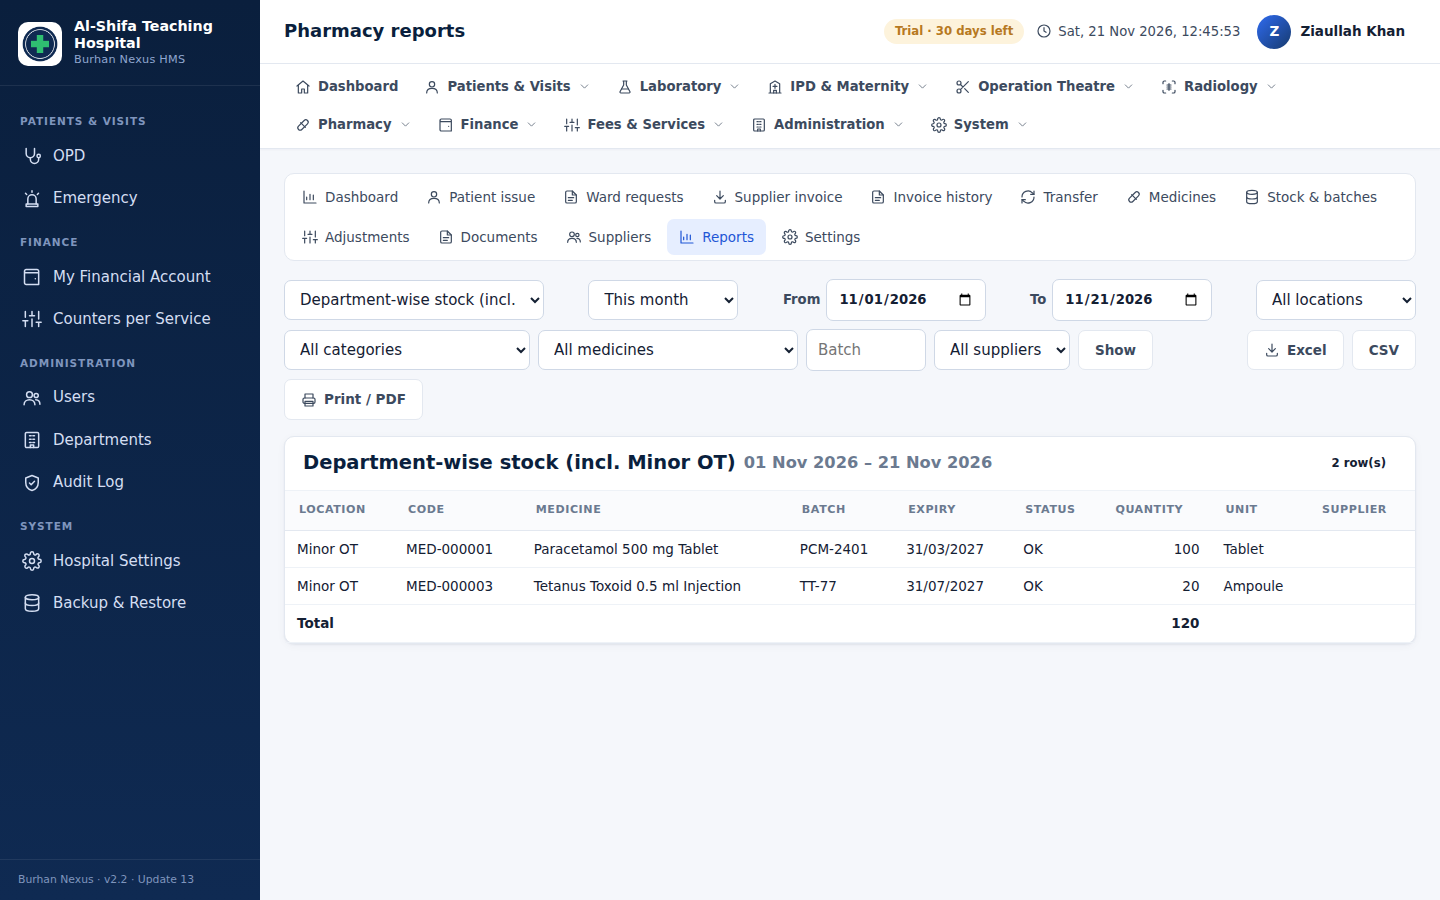 Al-Shifa Teaching Hospital
Burhan Nexus HMS
PATIENTS & VISITS
OPD
Emergency
FINANCE
My Financial Account
Counters per Service
ADMINISTRATION
Users
Departments
Audit Log
SYSTEM
Hospital Settings
Backup & Restore
Burhan Nexus · v2.2 · Update 13
Pharmacy reports
Trial · 30 days left
Sat, 21 Nov 2026, 12:45:53
Z
Ziaullah Khan
Dashboard Patients & Visits Laboratory IPD & Maternity Operation Theatre Radiology
Pharmacy Finance Fees & Services Administration System
Dashboard Patient issue Ward requests Supplier invoice Invoice history Transfer Medicines Stock & batches
Adjustments Documents Suppliers Reports Settings
Department-wise stock (incl. This month From 11/01/2026 To 11/21/2026 All locations
All categories All medicines Batch All suppliers Show Excel CSV
Print / PDF
Department-wise stock (incl. Minor OT) 01 Nov 2026 – 21 Nov 2026 2 row(s)
LOCATION CODE MEDICINE BATCH EXPIRY STATUS QUANTITY UNIT SUPPLIER
Minor OT MED-000001 Paracetamol 500 mg Tablet PCM-2401 31/03/2027 OK 100 Tablet
Minor OT MED-000003 Tetanus Toxoid 0.5 ml Injection TT-77 31/07/2027 OK 20 Ampoule
Total 120